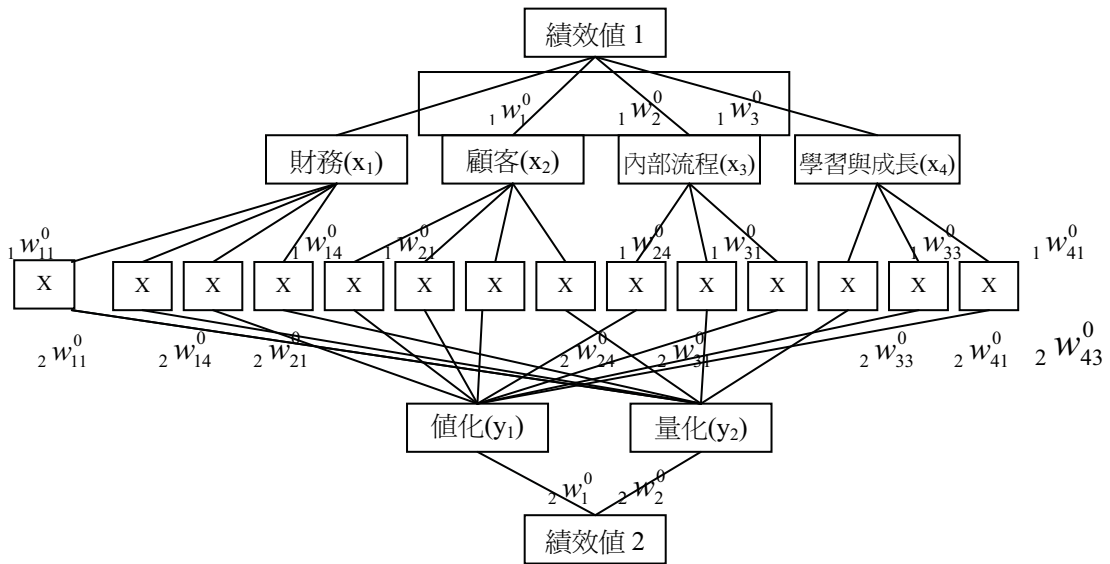 績效值 1
₁w₁⁰ ₁w₂⁰ ₁w₃⁰
財務(x₁) 顧客(x₂) 內部流程(x₃) 學習與成長(x₄)
₁w₁₁⁰ ₁w₁₄⁰ ₁w₂₁⁰ ₁w₂₄⁰ ₁w₃₁⁰ ₁w₃₃⁰ ₁w₄₁⁰
X X X X X X X X X X X X X X
₂w₁₁⁰ ₂w₁₄⁰ ₂w₂₁⁰ ₂w₂₄⁰ ₂w₃₁⁰ ₂w₃₃⁰ ₂w₄₁⁰ ₂w₄₃⁰
值化(y₁) 量化(y₂)
₂w₁⁰ ₂w₂⁰
績效值 2